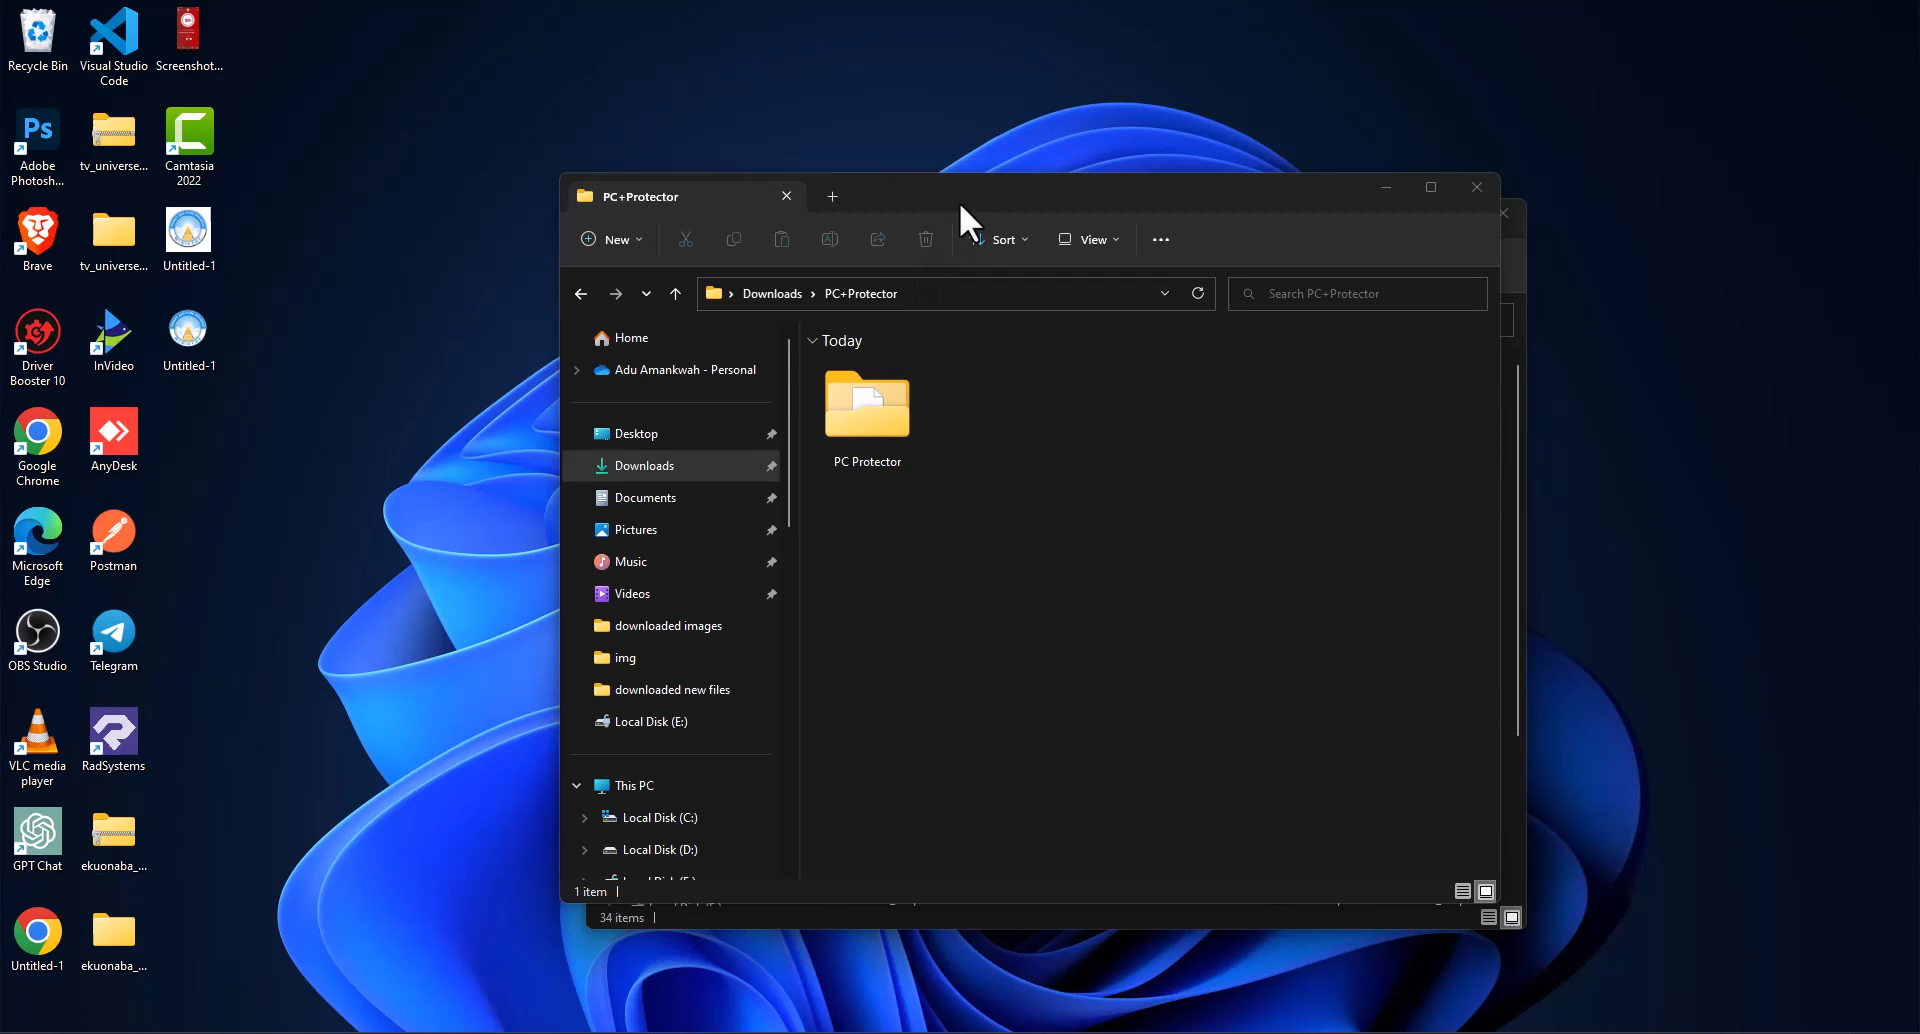 Recycle Bin
Visual Studio
Code
Screenshot...
Ps
Adobe
Photosh...
tv_universe...
Camtasia
2022
Brave
tv_universe...
Untitled-1
Driver
Booster 10
InVideo
Untitled-1
Google
Chrome
AnyDesk
Microsoft
Edge
Postman
OBS Studio
Telegram
VLC media
player
RadSystems
GPT Chat
ekuonaba_...
Untitled-1
ekuonaba_...
PC+Protector
New
Sort
View
Downloads
PC+Protector
Search PC+Protector
Home
Adu Amankwah - Personal
Desktop
Downloads
Documents
Pictures
Music
Videos
downloaded images
img
downloaded new files
Local Disk (E:)
This PC
Local Disk (C:)
Local Disk (D:)
Today
PC Protector
1 item
34 items